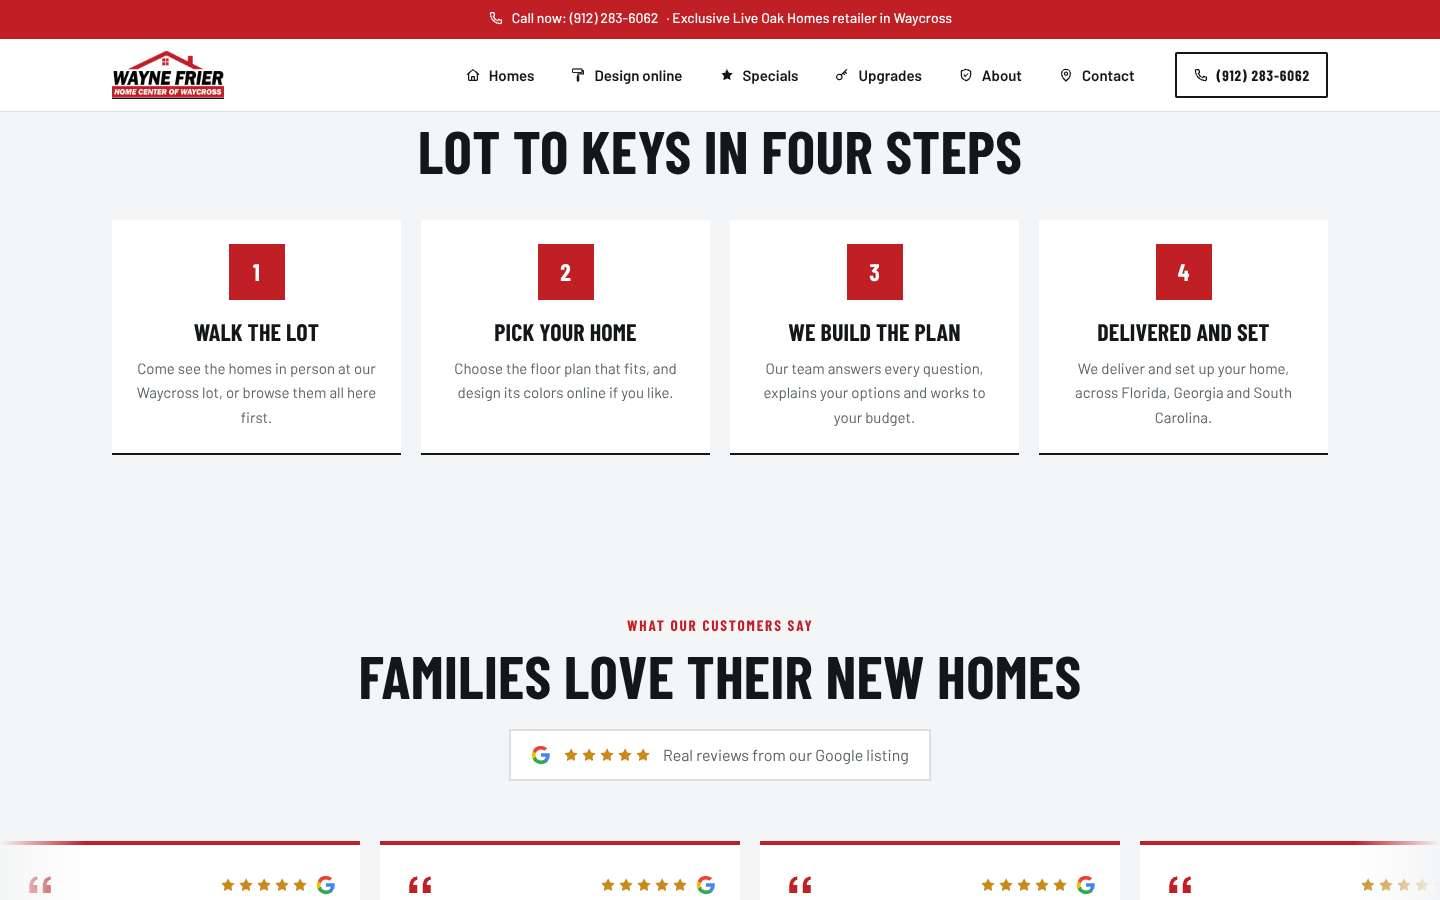 Call now: (912) 283-6062 · Exclusive Live Oak Homes retailer in Waycross
WAYNE FRIER
HOME CENTER OF WAYCROSS
Homes
Design online
Specials
Upgrades
About
Contact
(912) 283-6062
LOT TO KEYS IN FOUR STEPS
1
WALK THE LOT
Come see the homes in person at our
Waycross lot, or browse them all here
first.
2
PICK YOUR HOME
Choose the floor plan that fits, and
design its colors online if you like.
3
WE BUILD THE PLAN
Our team answers every question,
explains your options and works to
your budget.
4
DELIVERED AND SET
We deliver and set up your home,
across Florida, Georgia and South
Carolina.
WHAT OUR CUSTOMERS SAY
FAMILIES LOVE THEIR NEW HOMES
Real reviews from our Google listing